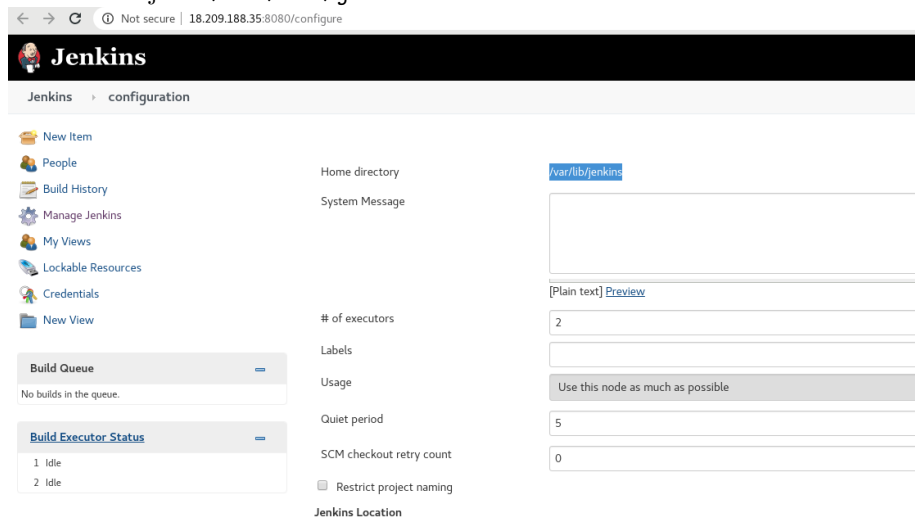 Not secure | 18.209.188.35:8080/configure
Jenkins
Jenkins › configuration
New Item
People
Build History
Manage Jenkins
My Views
Lockable Resources
Credentials
New View
Build Queue
No builds in the queue.
Build Executor Status
1 Idle
2 Idle
Home directory /var/lib/jenkins
System Message
[Plain text] Preview
# of executors 2
Labels
Usage Use this node as much as possible
Quiet period 5
SCM checkout retry count 0
Restrict project naming
Jenkins Location